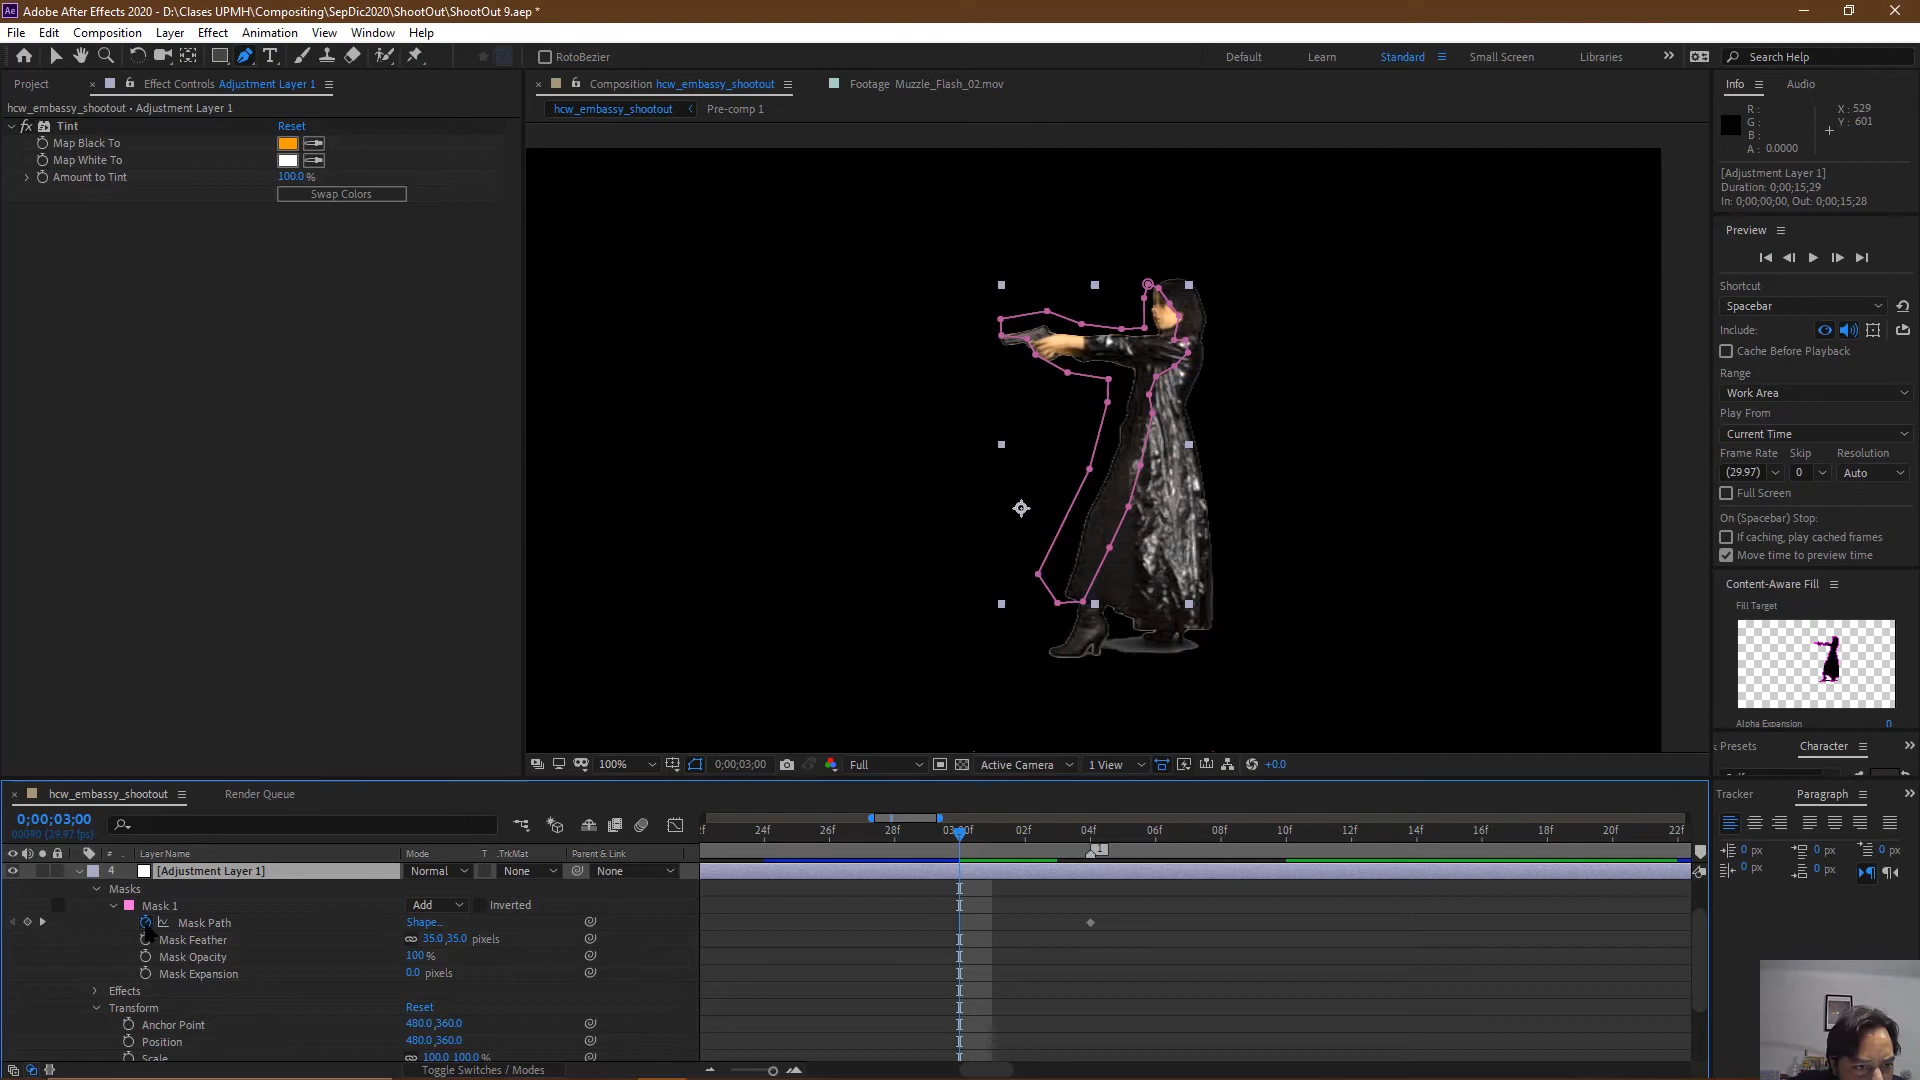 Adobe After Effects 2020 - D:\Clases UPMH\Compositing\SepDic2020\ShootOut\ShootOut 9.aep *
File Edit Composition Layer Effect Animation View Window Help
RotoBezier Default Learn Standard Small Screen Libraries Search Help
Project Effect Controls Adjustment Layer 1
hcw_embassy_shootout • Adjustment Layer 1
fx Tint Reset
Map Black To
Map White To
Amount to Tint 100.0 %
Swap Colors
Composition hcw_embassy_shootout Footage Muzzle_Flash_02.mov
hcw_embassy_shootout Pre-comp 1
100% 0;00;03;00 Full Active Camera 1 View +0.0
Info Audio
R : X : 529
G : Y : 601
B :
A : 0.0000
[Adjustment Layer 1]
Duration: 0;00;15;29
In: 0;00;00;00, Out: 0;00;15;28
Preview
Shortcut
Spacebar
Include:
Cache Before Playback
Range
Work Area
Play From
Current Time
Frame Rate Skip Resolution
(29.97) 0 Auto
Full Screen
On (Spacebar) Stop:
If caching, play cached frames
Move time to preview time
Content-Aware Fill
Fill Target
Alpha Expansion 0
Presets Character
Tracker Paragraph
0 px 0 px 0 px
0 px 0 px
hcw_embassy_shootout Render Queue
0;00;03;00
00090 (29.97 fps)
24f 26f 28f 02f 04f 06f 08f 10f 12f 14f 16f 18f 20f 22f
1
# Layer Name Mode T .TrkMat Parent & Link
4 [Adjustment Layer 1] Normal None None
Masks
Mask 1 Add Inverted
Mask Path Shape...
Mask Feather 35.0,35.0 pixels
Mask Opacity 100 %
Mask Expansion 0.0 pixels
Effects
Transform Reset
Anchor Point 480.0,360.0
Position 480.0,360.0
Scale 100.0,100.0 %
Toggle Switches / Modes